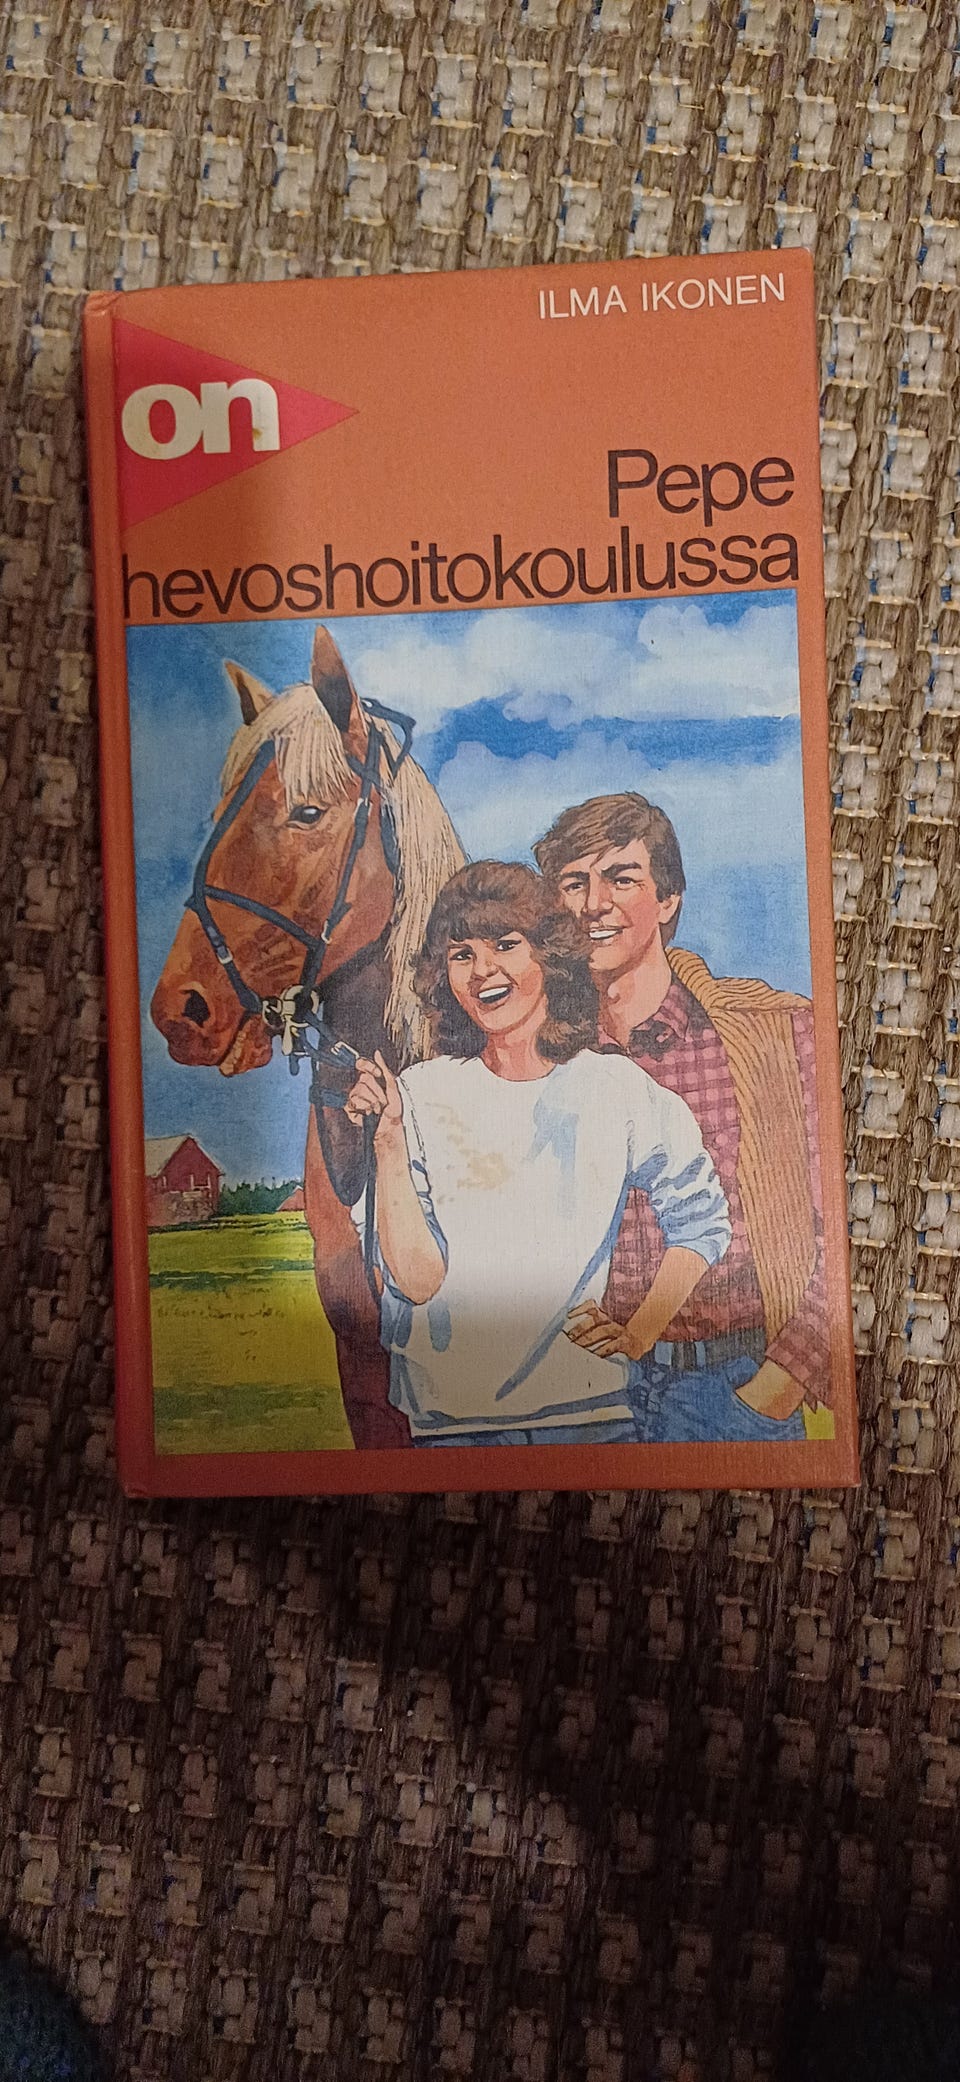 ILMA IKONEN
on
Pepe
hevoshoitokoulussa